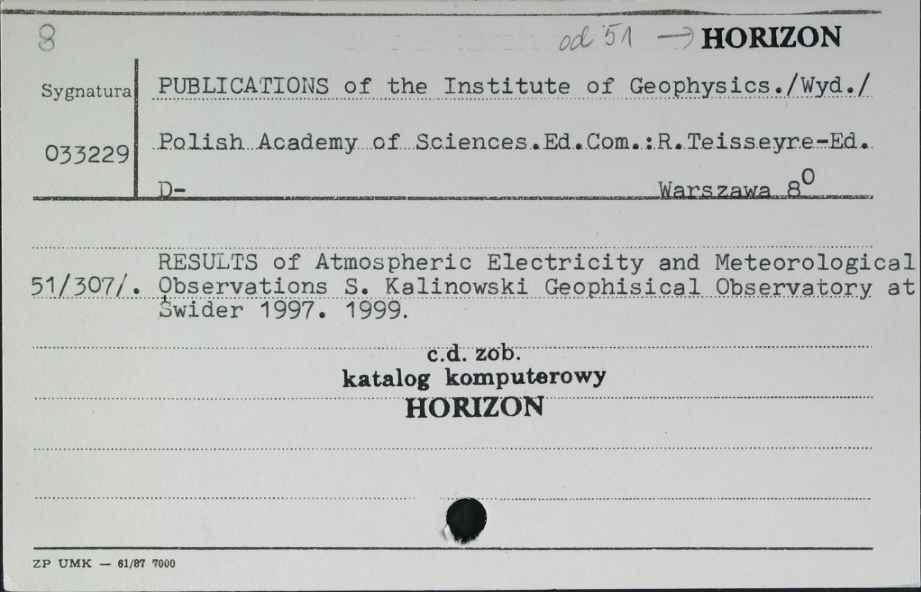 8 od 51 → HORIZON
Sygnatura PUBLICATIONS of the Institute of Geophysics./Wyd./
033229 Polish Academy of Sciences.Ed.Com.:R.Teisseyre-Ed.
D- Warszawa 8⁰
RESULTS of Atmospheric Electricity and Meteorological
51/307/. Observations S. Kalinowski Geophisical Observatory at
Świder 1997. 1999.
c.d. zob.
katalog komputerowy
HORIZON
ZP UMK — 61/87 7000